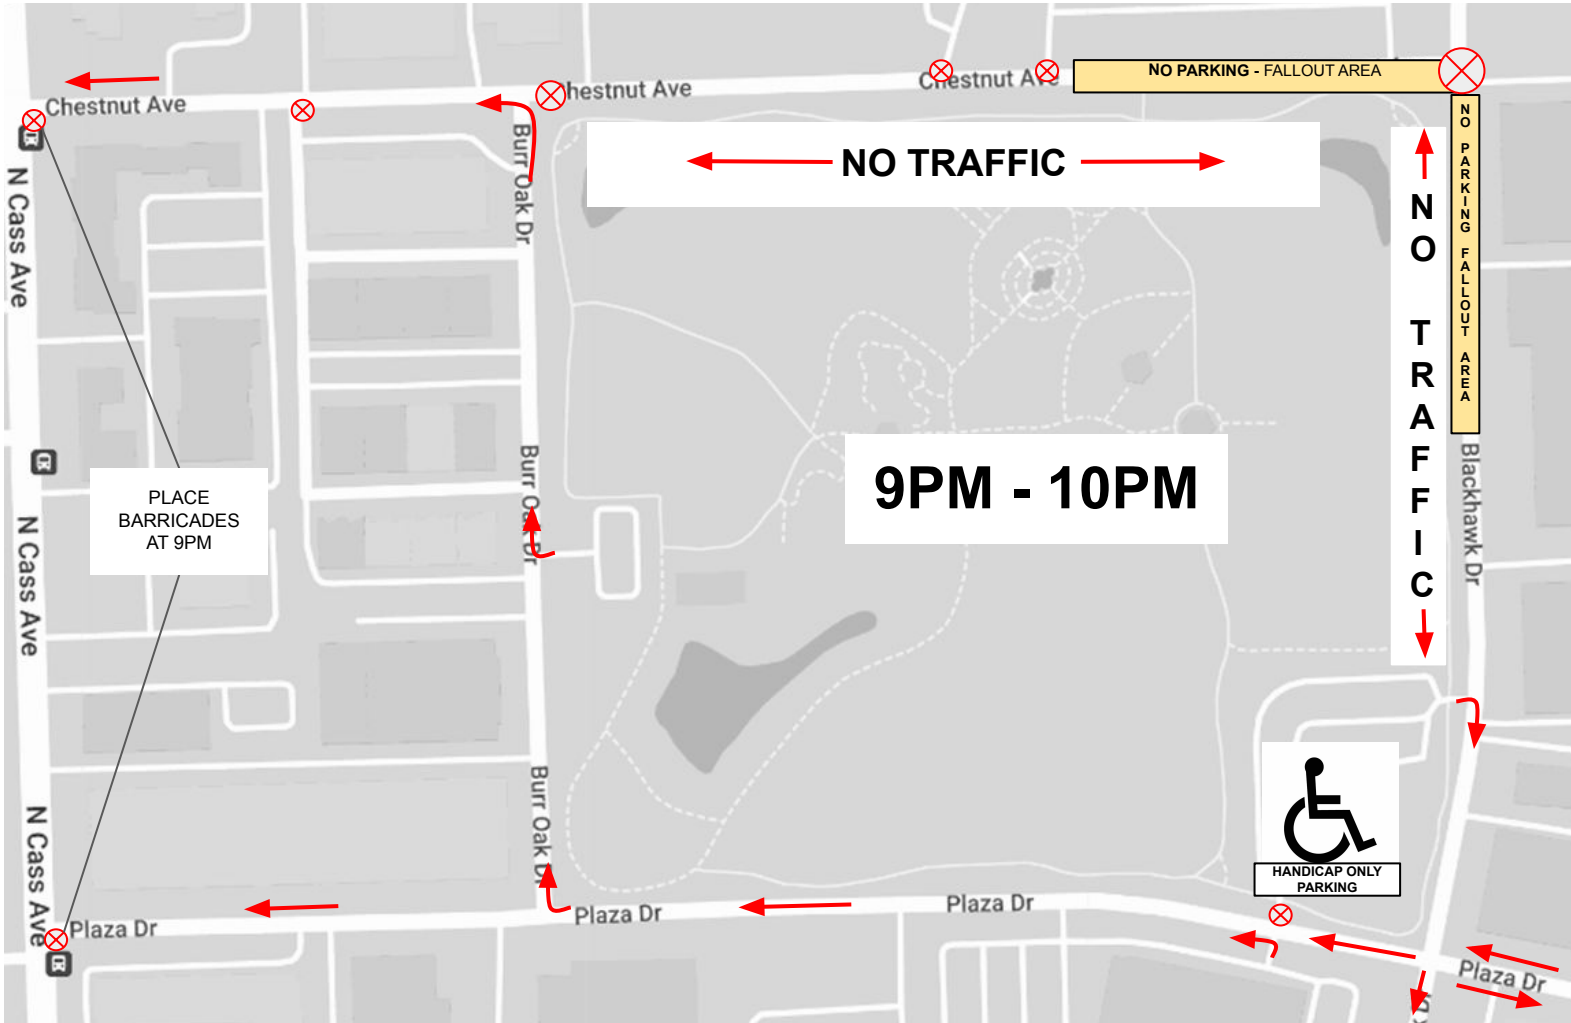 NO PARKING - FALLOUT AREA
Chestnut Ave
hestnut Ave
Chestnut Ave
NO PARKING FALLOUT AREA
NO TRAFFIC
NO TRAFFIC
Burr Oak Dr
N Cass Ave
9PM - 10PM
PLACE
BARRICADES
AT 9PM
Burr Oak Dr
Blackhawk Dr
N Cass Ave
Burr Oak Dr
N Cass Ave
HANDICAP ONLY
PARKING
Plaza Dr
Plaza Dr
Plaza Dr
Plaza Dr
Dr